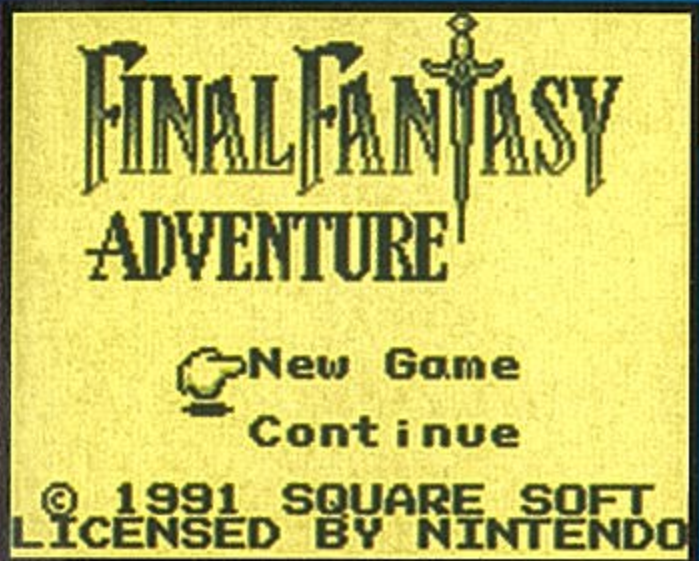 FINAL FANTASY
ADVENTURE
New Game
Continue
© 1991 SQUARE SOFT
LICENSED BY NINTENDO